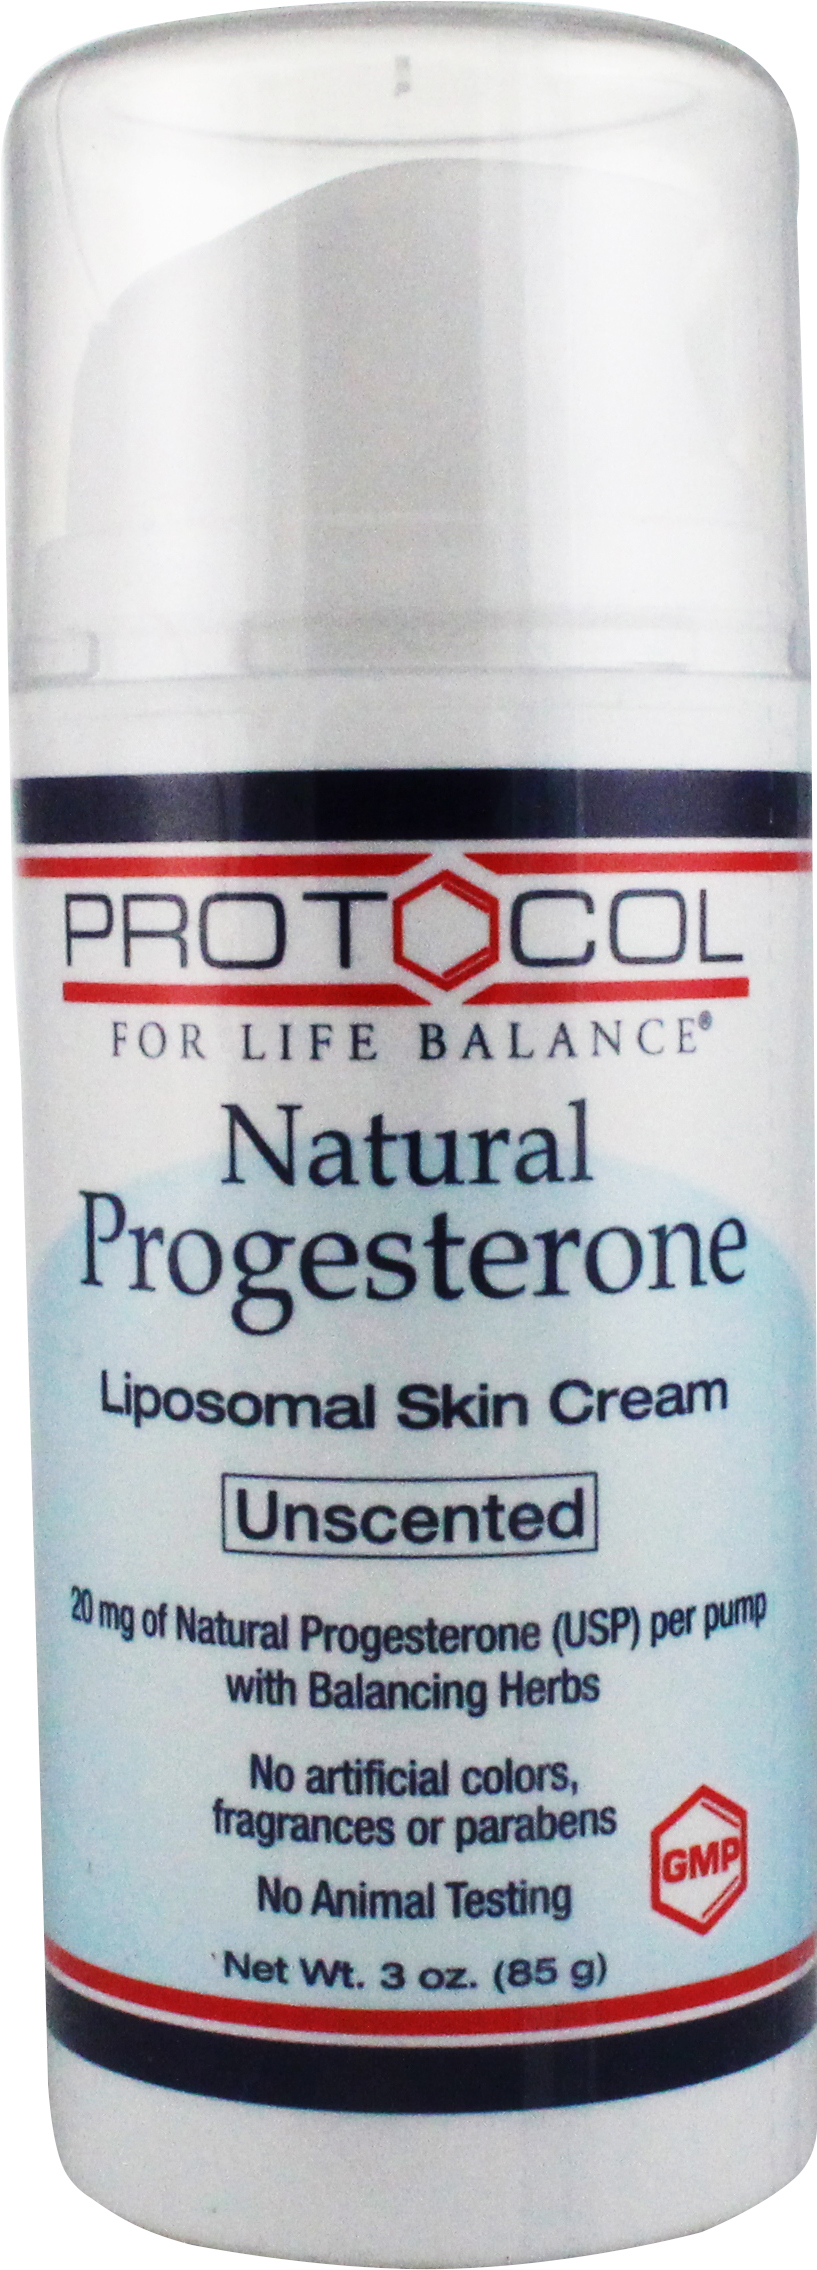 PROTOCOL
FOR LIFE BALANCE®
Natural
Progesterone
Liposomal Skin Cream
Unscented
20 mg of Natural Progesterone (USP) per pump
with Balancing Herbs
No artificial colors,
fragrances or parabens
No Animal Testing
GMP
Net Wt. 3 oz. (85 g)